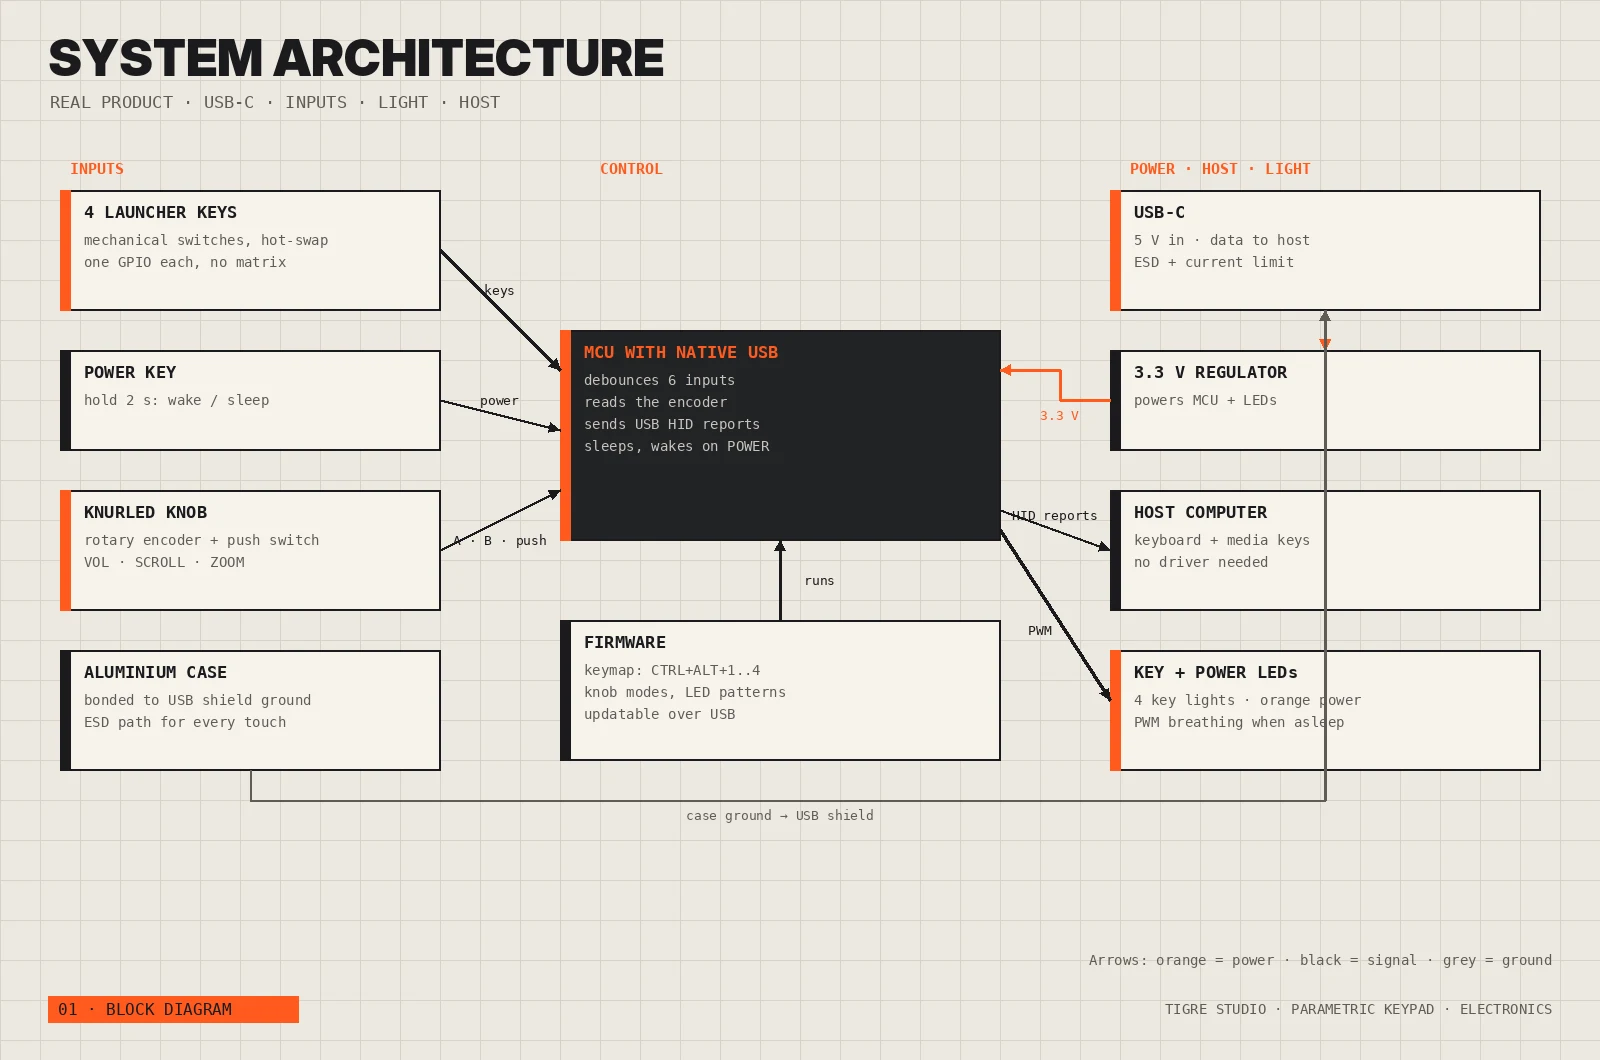 SYSTEM ARCHITECTURE
REAL PRODUCT · USB-C · INPUTS · LIGHT · HOST
INPUTS
4 LAUNCHER KEYS
mechanical switches, hot-swap
one GPIO each, no matrix
POWER KEY
hold 2 s: wake / sleep
KNURLED KNOB
rotary encoder + push switch
VOL · SCROLL · ZOOM
ALUMINIUM CASE
bonded to USB shield ground
ESD path for every touch
keys
power
A · B · push
CONTROL
MCU WITH NATIVE USB
debounces 6 inputs
reads the encoder
sends USB HID reports
sleeps, wakes on POWER
runs
FIRMWARE
keymap: CTRL+ALT+1..4
knob modes, LED patterns
updatable over USB
3.3 V
HID reports
PWM
POWER · HOST · LIGHT
USB-C
5 V in · data to host
ESD + current limit
3.3 V REGULATOR
powers MCU + LEDs
HOST COMPUTER
keyboard + media keys
no driver needed
KEY + POWER LEDs
4 key lights · orange power
PWM breathing when asleep
case ground → USB shield
Arrows: orange = power · black = signal · grey = ground
01 · BLOCK DIAGRAM
TIGRE STUDIO · PARAMETRIC KEYPAD · ELECTRONICS